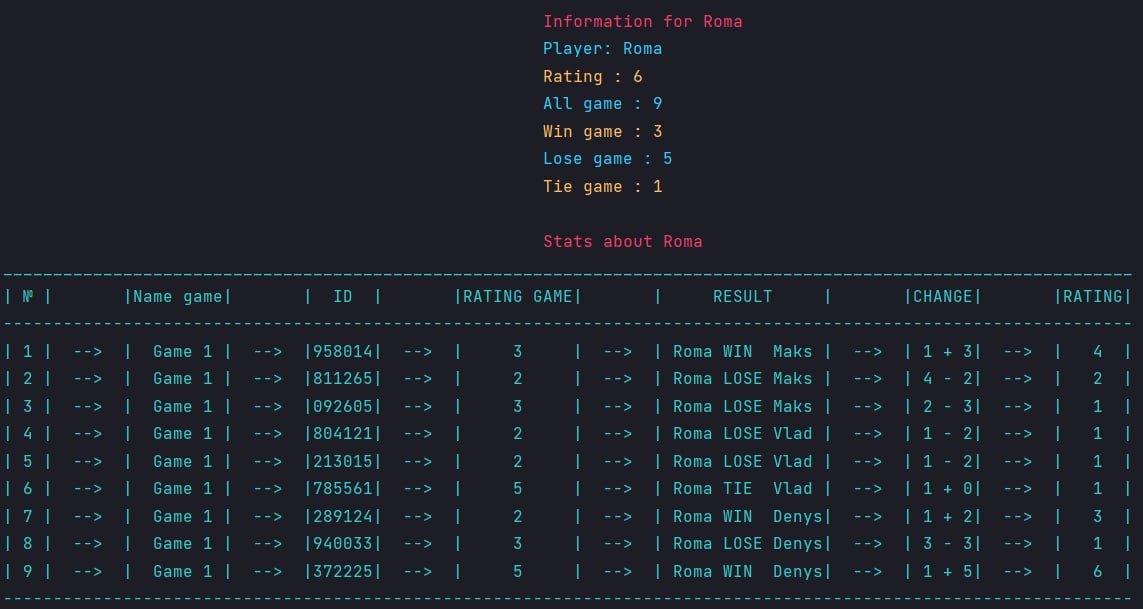 Information for Roma
Player: Roma
Rating : 6
All game : 9
Win game : 3
Lose game : 5
Tie game : 1
Stats about Roma
-----------------------------------------------------------------------------------------------------------------
| № |       |Name game|       |  ID  |       |RATING GAME|       |     RESULT     |       |CHANGE|       |RATING|
-----------------------------------------------------------------------------------------------------------------
| 1 |  -->  |  Game 1 |  -->  |958014|  -->  |     3     |  -->  | Roma WIN  Maks |  -->  | 1 + 3|  -->  |   4  |
| 2 |  -->  |  Game 1 |  -->  |811265|  -->  |     2     |  -->  | Roma LOSE Maks |  -->  | 4 - 2|  -->  |   2  |
| 3 |  -->  |  Game 1 |  -->  |092605|  -->  |     3     |  -->  | Roma LOSE Maks |  -->  | 2 - 3|  -->  |   1  |
| 4 |  -->  |  Game 1 |  -->  |804121|  -->  |     2     |  -->  | Roma LOSE Vlad |  -->  | 1 - 2|  -->  |   1  |
| 5 |  -->  |  Game 1 |  -->  |213015|  -->  |     2     |  -->  | Roma LOSE Vlad |  -->  | 1 - 2|  -->  |   1  |
| 6 |  -->  |  Game 1 |  -->  |785561|  -->  |     5     |  -->  | Roma TIE  Vlad |  -->  | 1 + 0|  -->  |   1  |
| 7 |  -->  |  Game 1 |  -->  |289124|  -->  |     2     |  -->  | Roma WIN  Denys|  -->  | 1 + 2|  -->  |   3  |
| 8 |  -->  |  Game 1 |  -->  |940033|  -->  |     3     |  -->  | Roma LOSE Denys|  -->  | 3 - 3|  -->  |   1  |
| 9 |  -->  |  Game 1 |  -->  |372225|  -->  |     5     |  -->  | Roma WIN  Denys|  -->  | 1 + 5|  -->  |   6  |
-----------------------------------------------------------------------------------------------------------------